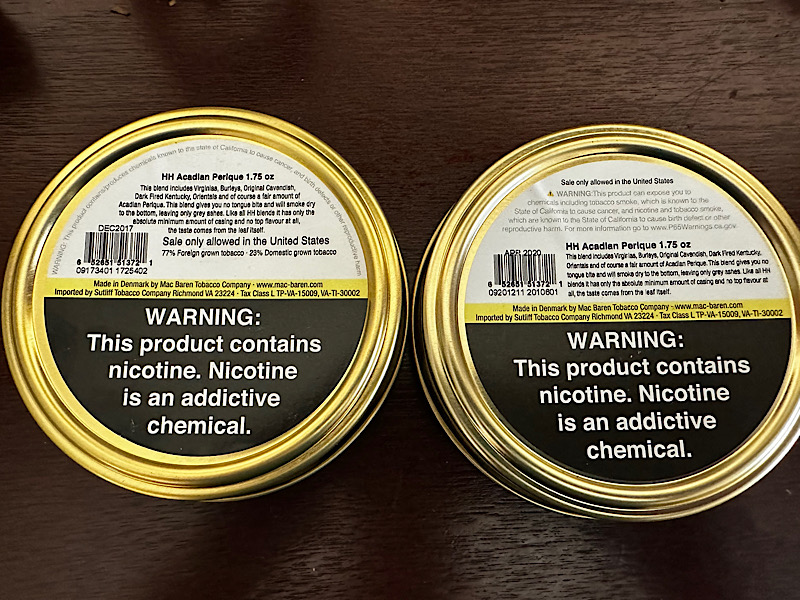 WARNING: This product contains/produces chemicals known to the state of California to cause cancer, and birth defects or other reproductive harm
HH Acadian Perique 1.75 oz
This blend includes Virginias, Burleys, Original Cavendish,
Dark Fired Kentucky, Orientals and of course a fair amount of
Acadian Perique. This blend gives you no tongue bite and will smoke dry
to the bottom, leaving only grey ashes. Like all HH blends it has only the
absolute minimum amount of casing and no top flavour at all,
the taste comes from the leaf itself.
DEC2017
Sale only allowed in the United States
77% Foreign grown tobacco - 23% Domestic grown tobacco
6 52651 51372 1
09173401 1725402
Made in Denmark by Mac Baren Tobacco Company - www.mac-baren.com
Imported by Sutliff Tobacco Company Richmond VA 23224 - Tax Class L TP-VA-15009, VA-TI-30002
WARNING:
This product contains
nicotine. Nicotine
is an addictive
chemical.
Sale only allowed in the United States
WARNING:This product can expose you to
chemicals including tobacco smoke, which is known to the
State of California to cause cancer, and nicotine and tobacco smoke,
which are known to the State of California to cause birth defect or other
reproductive harm. For more information go to www.P65Warnings.ca.gov
HH Acadian Perique 1.75 oz
APR 2020
This blend includes Virginias, Burleys, Original Cavendish, Dark Fired Kentucky,
Orientals and of course a fair amount of Acadian Perique. This blend gives you no
tongue bite and will smoke dry to the bottom, leaving only grey ashes. Like all HH
blends it has only the absolute minimum amount of casing and no top flavour at
all, the taste comes from the leaf itself.
6 52651 51372 1
09201211 2010601
Made in Denmark by Mac Baren Tobacco Company - www.mac-baren.com
Imported by Sutliff Tobacco Company Richmond VA 23224 - Tax Class L TP-VA-15009, VA-TI-30002
WARNING:
This product contains
nicotine. Nicotine
is an addictive
chemical.